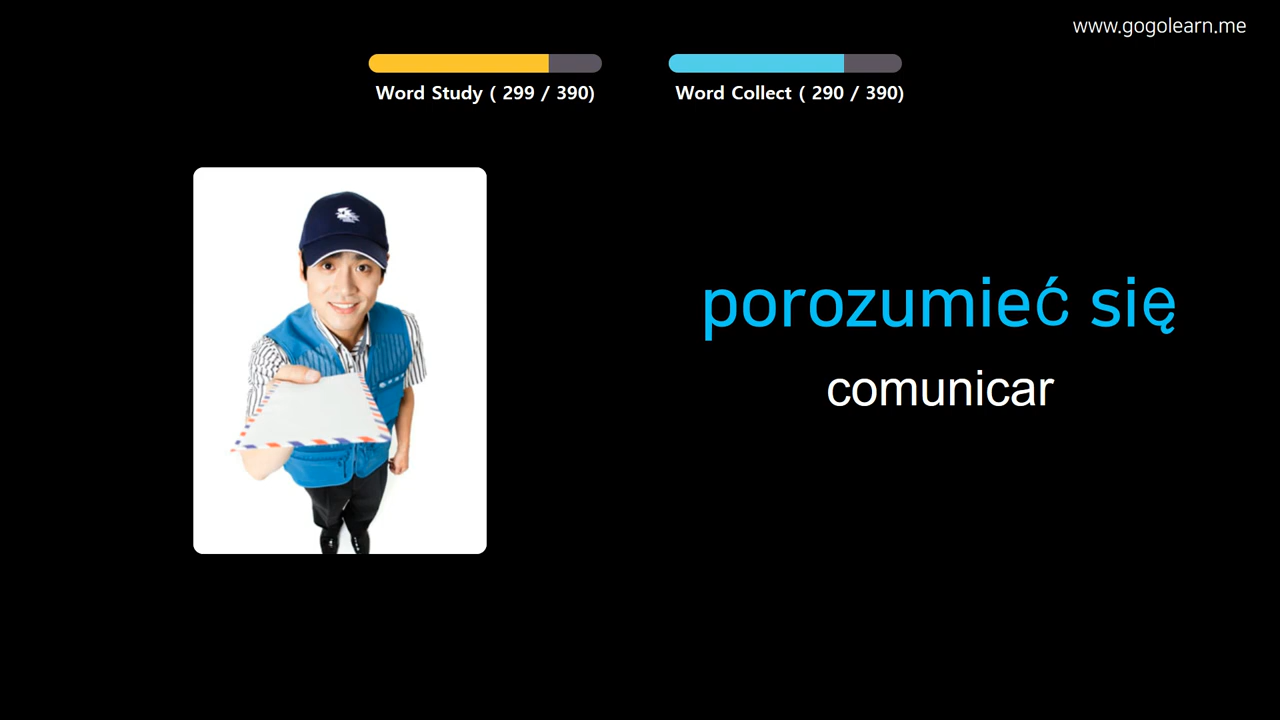 www.gogolearn.me
Word Study ( 299 / 390)
Word Collect ( 290 / 390)
porozumieć się
comunicar